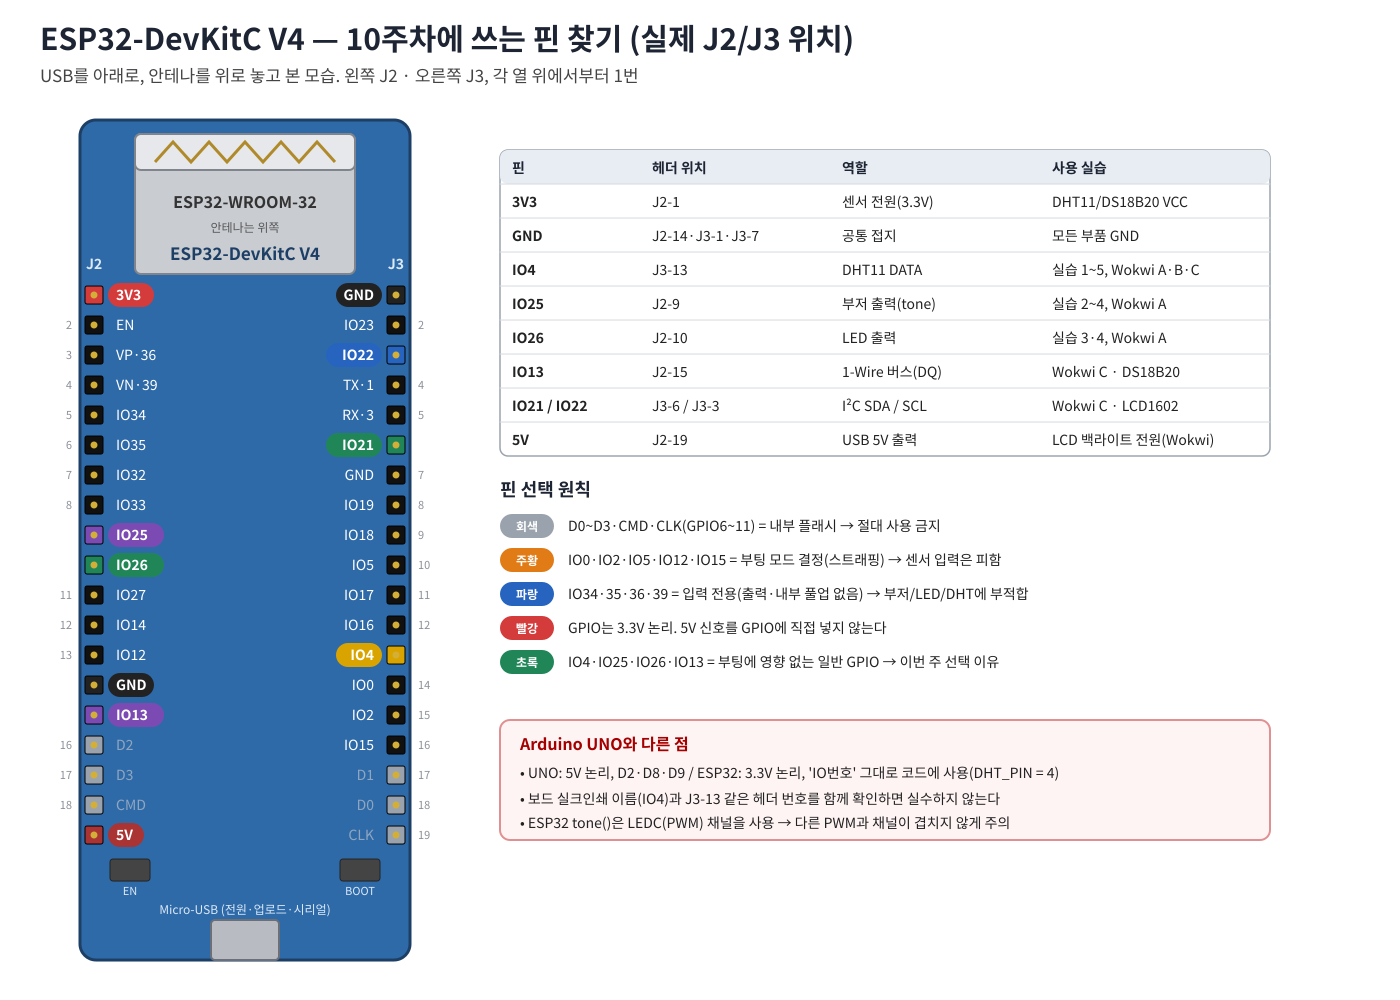 ESP32-DevKitC V4 — 10주차에 쓰는 핀 찾기 (실제 J2/J3 위치)
USB를 아래로, 안테나를 위로 놓고 본 모습. 왼쪽 J2 · 오른쪽 J3, 각 열 위에서부터 1번
ESP32-WROOM-32
안테나는 위쪽
ESP32-DevKitC V4
J2 J3
3V3 GND
2 EN IO23 2
3 VP·36 IO22
4 VN·39 TX·1 4
5 IO34 RX·3 5
6 IO35 IO21
7 IO32 GND 7
8 IO33 IO19 8
IO25 IO18 9
IO26 IO5 10
11 IO27 IO17 11
12 IO14 IO16 12
13 IO12 IO4
GND IO0 14
IO13 IO2 15
16 D2 IO15 16
17 D3 D1 17
18 CMD D0 18
5V CLK 19
EN BOOT
Micro-USB (전원·업로드·시리얼)
핀 헤더 위치 역할 사용 실습
3V3 J2-1 센서 전원(3.3V) DHT11/DS18B20 VCC
GND J2-14·J3-1·J3-7 공통 접지 모든 부품 GND
IO4 J3-13 DHT11 DATA 실습 1~5, Wokwi A·B·C
IO25 J2-9 부저 출력(tone) 실습 2~4, Wokwi A
IO26 J2-10 LED 출력 실습 3·4, Wokwi A
IO13 J2-15 1-Wire 버스(DQ) Wokwi C · DS18B20
IO21 / IO22 J3-6 / J3-3 I²C SDA / SCL Wokwi C · LCD1602
5V J2-19 USB 5V 출력 LCD 백라이트 전원(Wokwi)
핀 선택 원칙
회색 D0~D3·CMD·CLK(GPIO6~11) = 내부 플래시 → 절대 사용 금지
주황 IO0·IO2·IO5·IO12·IO15 = 부팅 모드 결정(스트래핑) → 센서 입력은 피함
파랑 IO34·35·36·39 = 입력 전용(출력·내부 풀업 없음) → 부저/LED/DHT에 부적합
빨강 GPIO는 3.3V 논리. 5V 신호를 GPIO에 직접 넣지 않는다
초록 IO4·IO25·IO26·IO13 = 부팅에 영향 없는 일반 GPIO → 이번 주 선택 이유
Arduino UNO와 다른 점
• UNO: 5V 논리, D2·D8·D9 / ESP32: 3.3V 논리, 'IO번호' 그대로 코드에 사용(DHT_PIN = 4)
• 보드 실크인쇄 이름(IO4)과 J3-13 같은 헤더 번호를 함께 확인하면 실수하지 않는다
• ESP32 tone()은 LEDC(PWM) 채널을 사용 → 다른 PWM과 채널이 겹치지 않게 주의